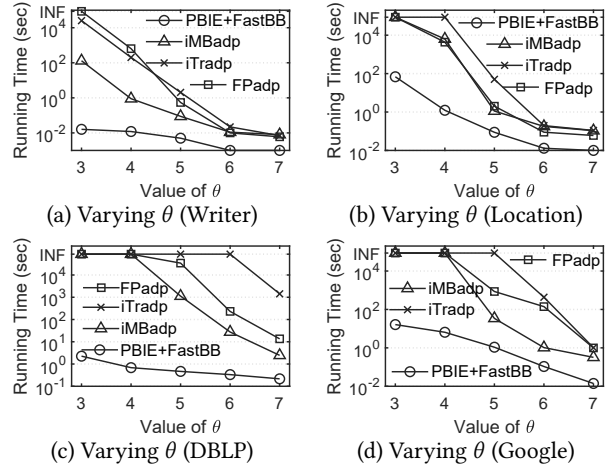 INF
10^4
10^2
10^0
10^-2
Running Time (sec)
PBIE+FastBB
iMBadp
iTradp
FPadp
3 4 5 6 7
Value of θ
(a) Varying θ (Writer)
INF
10^4
10^2
10^0
10^-2
Running Time (sec)
PBIE+FastBB
iMBadp
iTradp
FPadp
3 4 5 6 7
Value of θ
(b) Varying θ (Location)
INF
10^4
10^3
10^2
10^1
10^0
10^-1
Running Time (sec)
FPadp
iTradp
iMBadp
PBIE+FastBB
3 4 5 6 7
Value of θ
(c) Varying θ (DBLP)
INF
10^4
10^2
10^0
10^-2
Running Time (sec)
FPadp
iMBadp
iTradp
PBIE+FastBB
3 4 5 6 7
Value of θ
(d) Varying θ (Google)